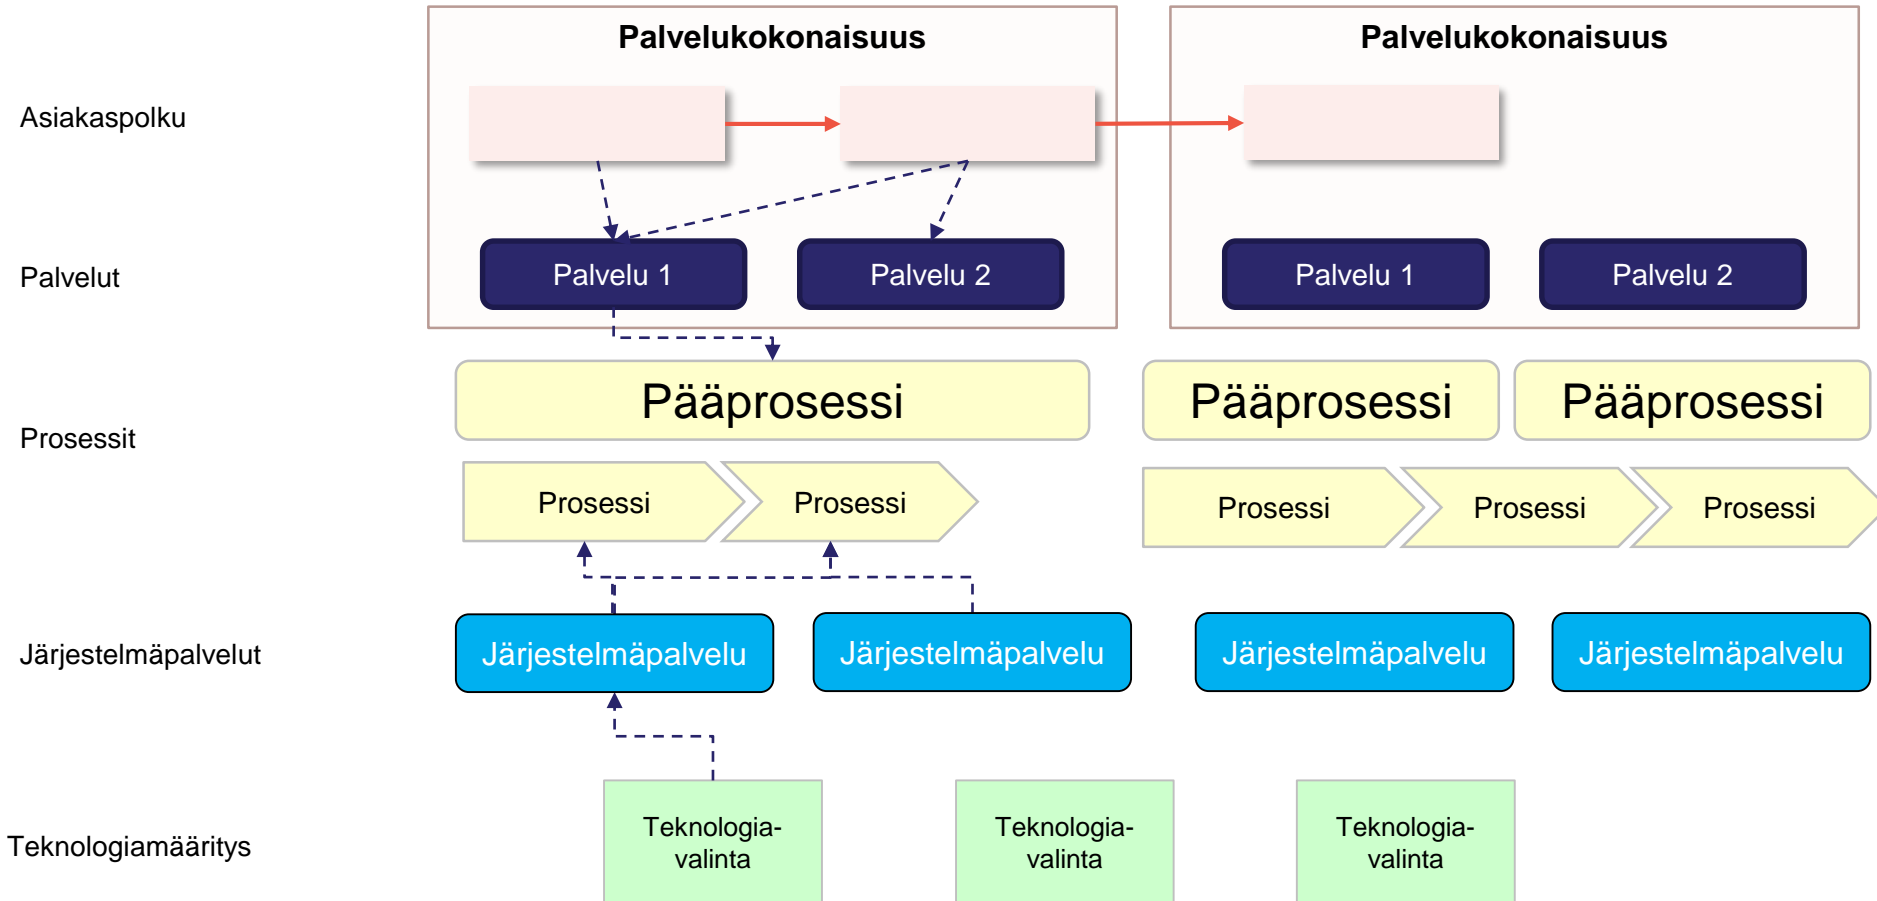 Palvelukokonaisuus
Palvelukokonaisuus
Asiakaspolku
Palvelut
Palvelu 1
Palvelu 2
Palvelu 1
Palvelu 2
Prosessit
Pääprosessi
Pääprosessi
Pääprosessi
Prosessi
Prosessi
Prosessi
Prosessi
Prosessi
Järjestelmäpalvelut
Järjestelmäpalvelu
Järjestelmäpalvelu
Järjestelmäpalvelu
Järjestelmäpalvelu
Teknologiamääritys
Teknologia-
valinta
Teknologia-
valinta
Teknologia-
valinta